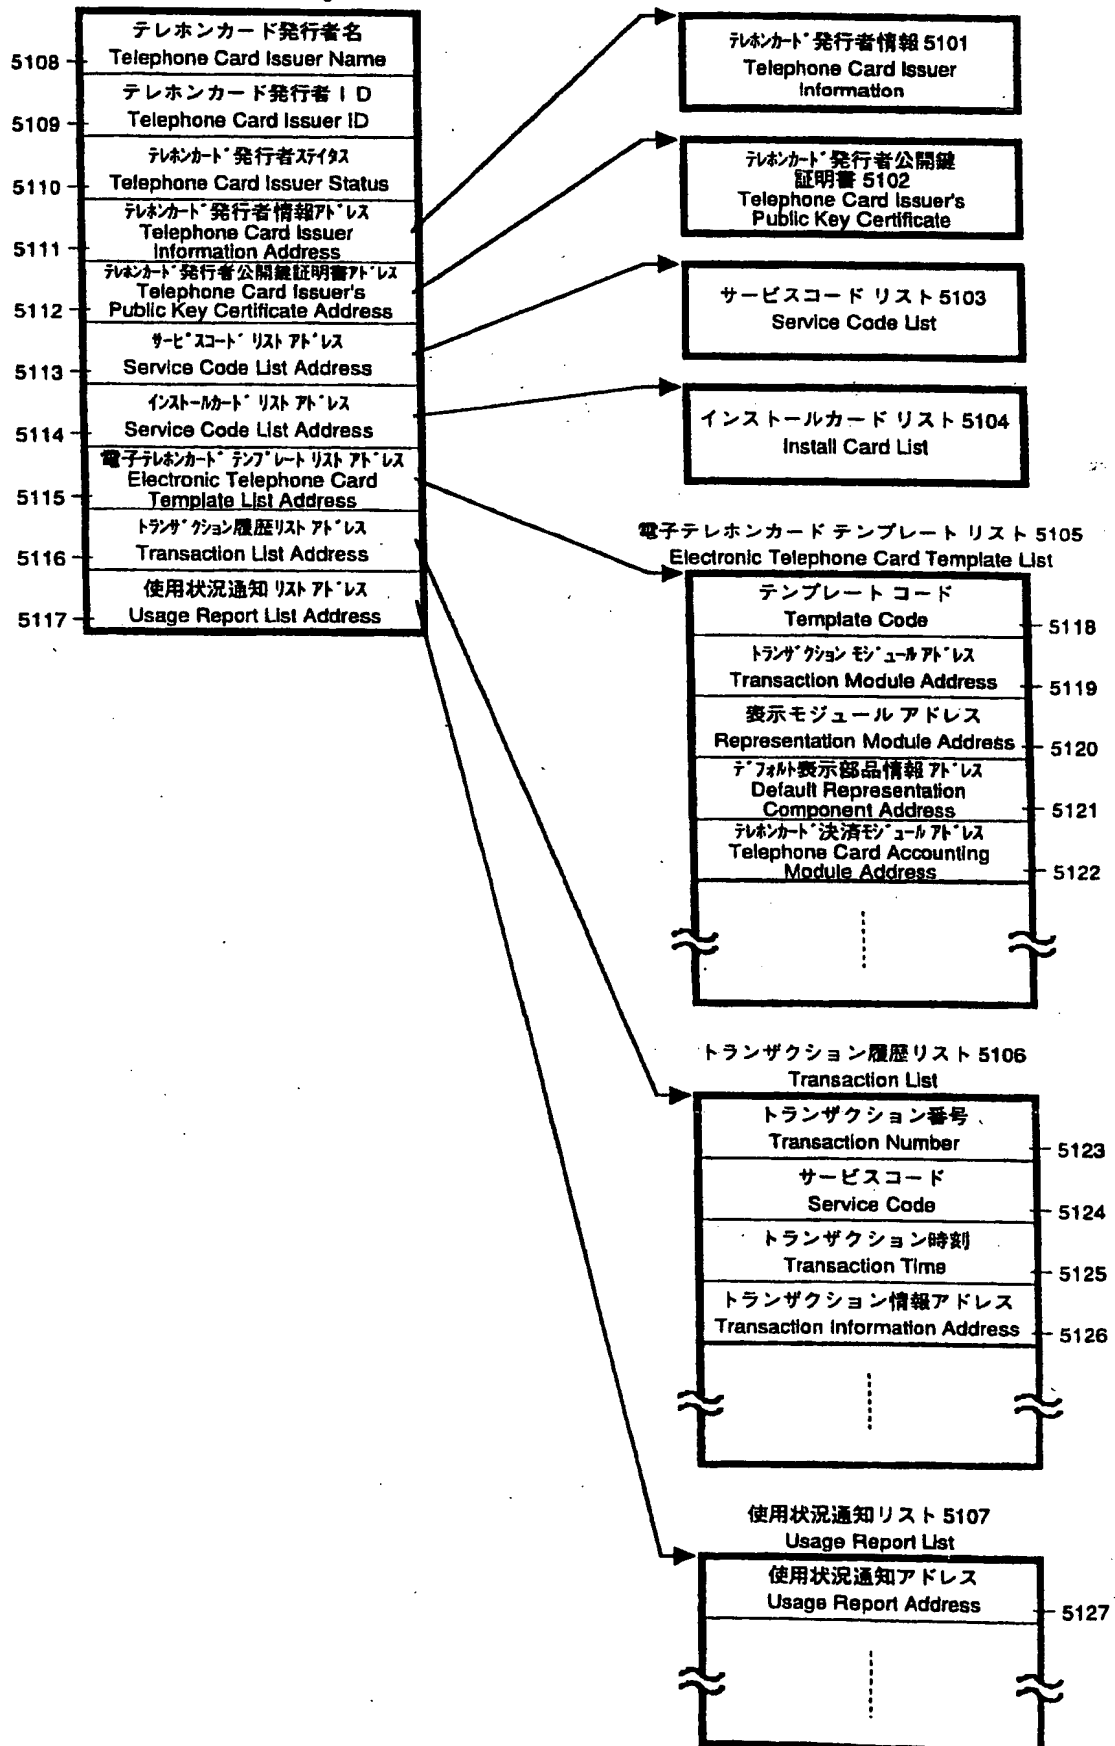 テレホンカード発行者名
Telephone Card Issuer Name
5108
テレホンカード発行者ＩＤ
Telephone Card Issuer ID
5109
ﾃﾚﾎﾝｶｰﾄﾞ発行者ｽﾃｲﾀｽ
Telephone Card Issuer Status
5110
ﾃﾚﾎﾝｶｰﾄﾞ発行者情報ｱﾄﾞﾚｽ
Telephone Card Issuer
Information Address
5111
ﾃﾚﾎﾝｶｰﾄﾞ発行者公開鍵証明書ｱﾄﾞﾚｽ
Telephone Card Issuer's
Public Key Certificate Address
5112
ｻｰﾋﾞｽｺｰﾄﾞ ﾘｽﾄ ｱﾄﾞﾚｽ
Service Code List Address
5113
ｲﾝｽﾄｰﾙｶｰﾄﾞ ﾘｽﾄ ｱﾄﾞﾚｽ
Service Code List Address
5114
電子ﾃﾚﾎﾝｶｰﾄﾞ ﾃﾝﾌﾟﾚｰﾄ ﾘｽﾄ ｱﾄﾞﾚｽ
Electronic Telephone Card
Template List Address
5115
ﾄﾗﾝｻﾞｸｼｮﾝ履歴ﾘｽﾄ ｱﾄﾞﾚｽ
Transaction List Address
5116
使用状況通知 ﾘｽﾄ ｱﾄﾞﾚｽ
Usage Report List Address
5117
ﾃﾚﾎﾝｶｰﾄﾞ発行者情報 5101
Telephone Card Issuer
Information
ﾃﾚﾎﾝｶｰﾄﾞ発行者公開鍵
証明書 5102
Telephone Card Issuer's
Public Key Certificate
サービスコード リスト 5103
Service Code List
インストールカード リスト 5104
Install Card List
電子テレホンカード テンプレート リスト 5105
Electronic Telephone Card Template List
テンプレート コード
Template Code
5118
ﾄﾗﾝｻﾞｸｼｮﾝ ﾓｼﾞｭｰﾙ ｱﾄﾞﾚｽ
Transaction Module Address
5119
表示モジュール アドレス
Representation Module Address
5120
ﾃﾞﾌｫﾙﾄ表示部品情報 ｱﾄﾞﾚｽ
Default Representation
Component Address
5121
ﾃﾚﾎﾝｶｰﾄﾞ決済ﾓｼﾞｭｰﾙ ｱﾄﾞﾚｽ
Telephone Card Accounting
Module Address
5122
トランザクション履歴リスト 5106
Transaction List
トランザクション番号
Transaction Number
5123
サービスコード
Service Code
5124
トランザクション時刻
Transaction Time
5125
トランザクション情報アドレス
Transaction Information Address
5126
使用状況通知リスト 5107
Usage Report List
使用状況通知アドレス
Usage Report Address
5127